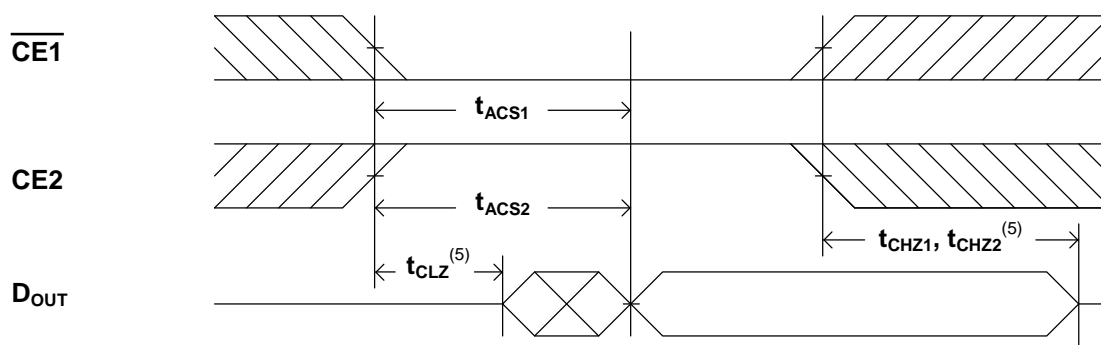 CE1
tACS1
CE2
tACS2
tCHZ1, tCHZ2(5)
tCLZ(5)
DOUT